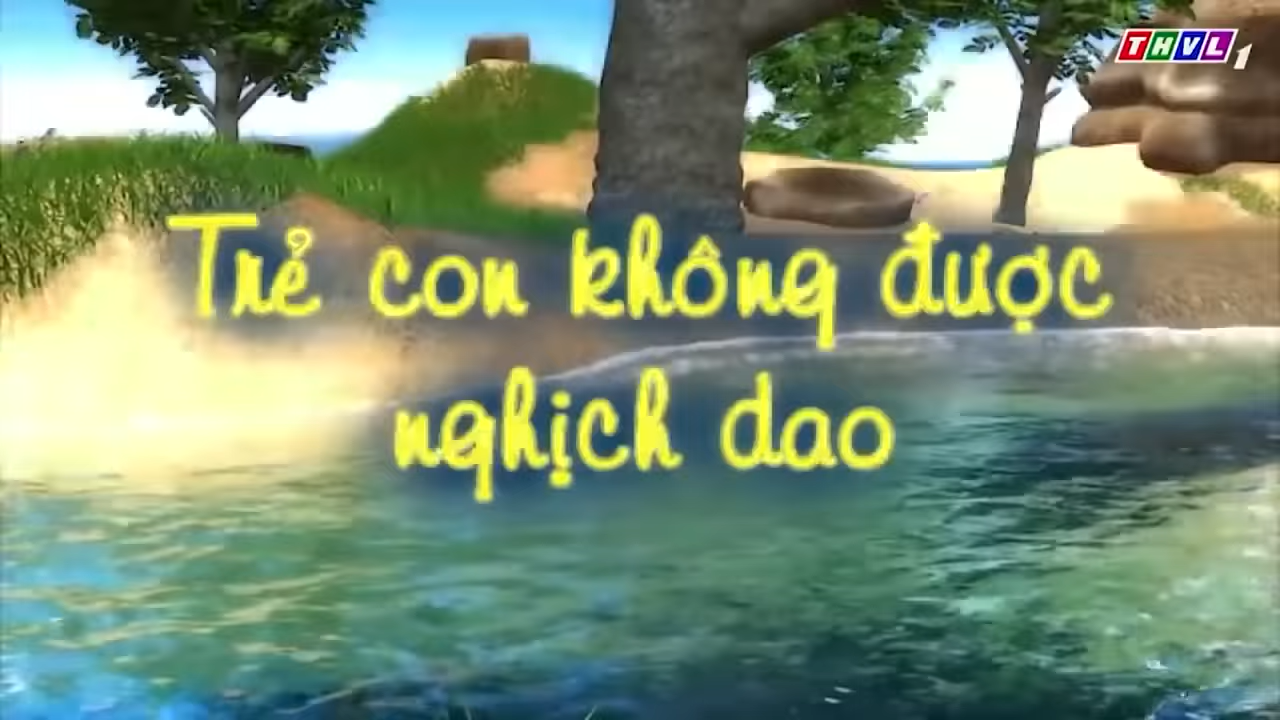 THVL1
Trẻ con không được
nghịch dao